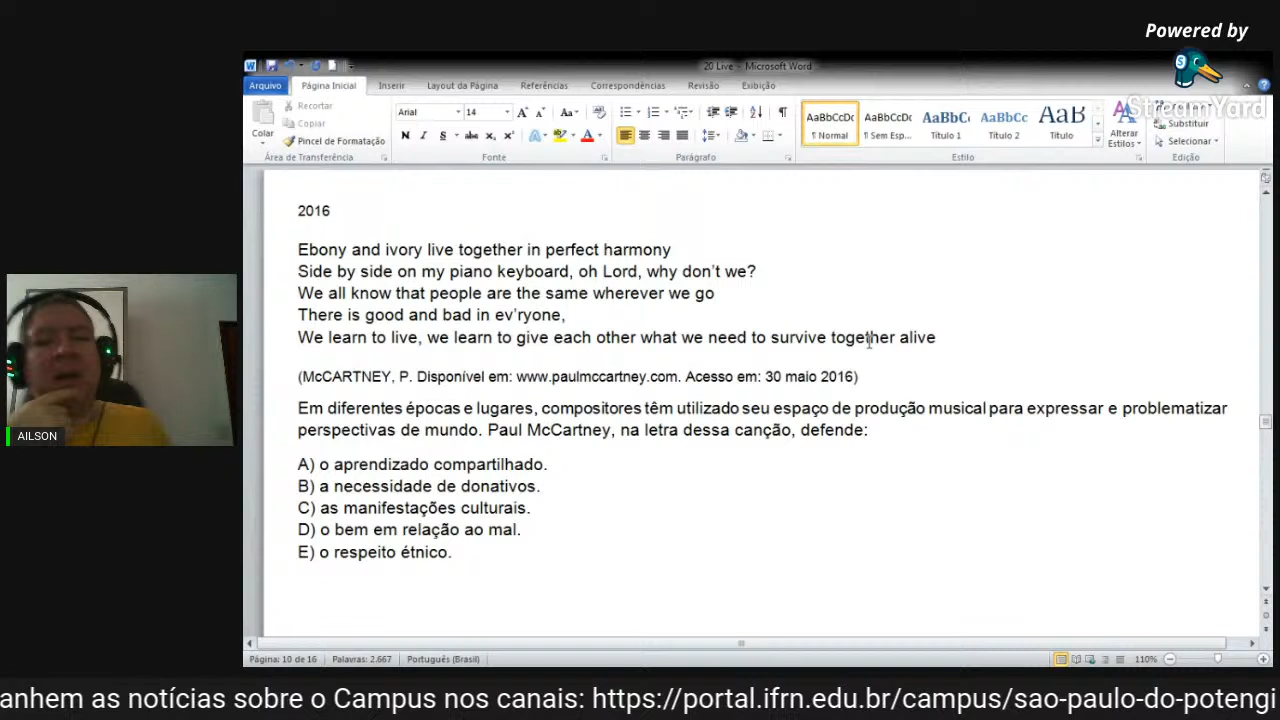 Powered by
StreamYard
20 Live - Microsoft Word
Arquivo Página Inicial Inserir Layout da Página Referências Correspondências Revisão Exibição
Colar
Recortar
Copiar
Pincel de Formatação
Área de Transferência
Arial 14
Fonte
Parágrafo
AaBbCcDc AaBbCcDc AaBbC AaBbCc AaB
¶ Normal ¶ Sem Esp... Título 1 Título 2 Título
Alterar
Estilos
Estilo
Substituir
Selecionar
Edição
2016
Ebony and ivory live together in perfect harmony
Side by side on my piano keyboard, oh Lord, why don’t we?
We all know that people are the same wherever we go
There is good and bad in ev’ryone,
We learn to live, we learn to give each other what we need to survive together alive
(McCARTNEY, P. Disponível em: www.paulmccartney.com. Acesso em: 30 maio 2016)
Em diferentes épocas e lugares, compositores têm utilizado seu espaço de produção musical para expressar e problematizar
perspectivas de mundo. Paul McCartney, na letra dessa canção, defende:
A) o aprendizado compartilhado.
B) a necessidade de donativos.
C) as manifestações culturais.
D) o bem em relação ao mal.
E) o respeito étnico.
AILSON
Página: 10 de 16 Palavras: 2.667 Português (Brasil) 110%
anhem as notícias sobre o Campus nos canais: https://portal.ifrn.edu.br/campus/sao-paulo-do-potengi